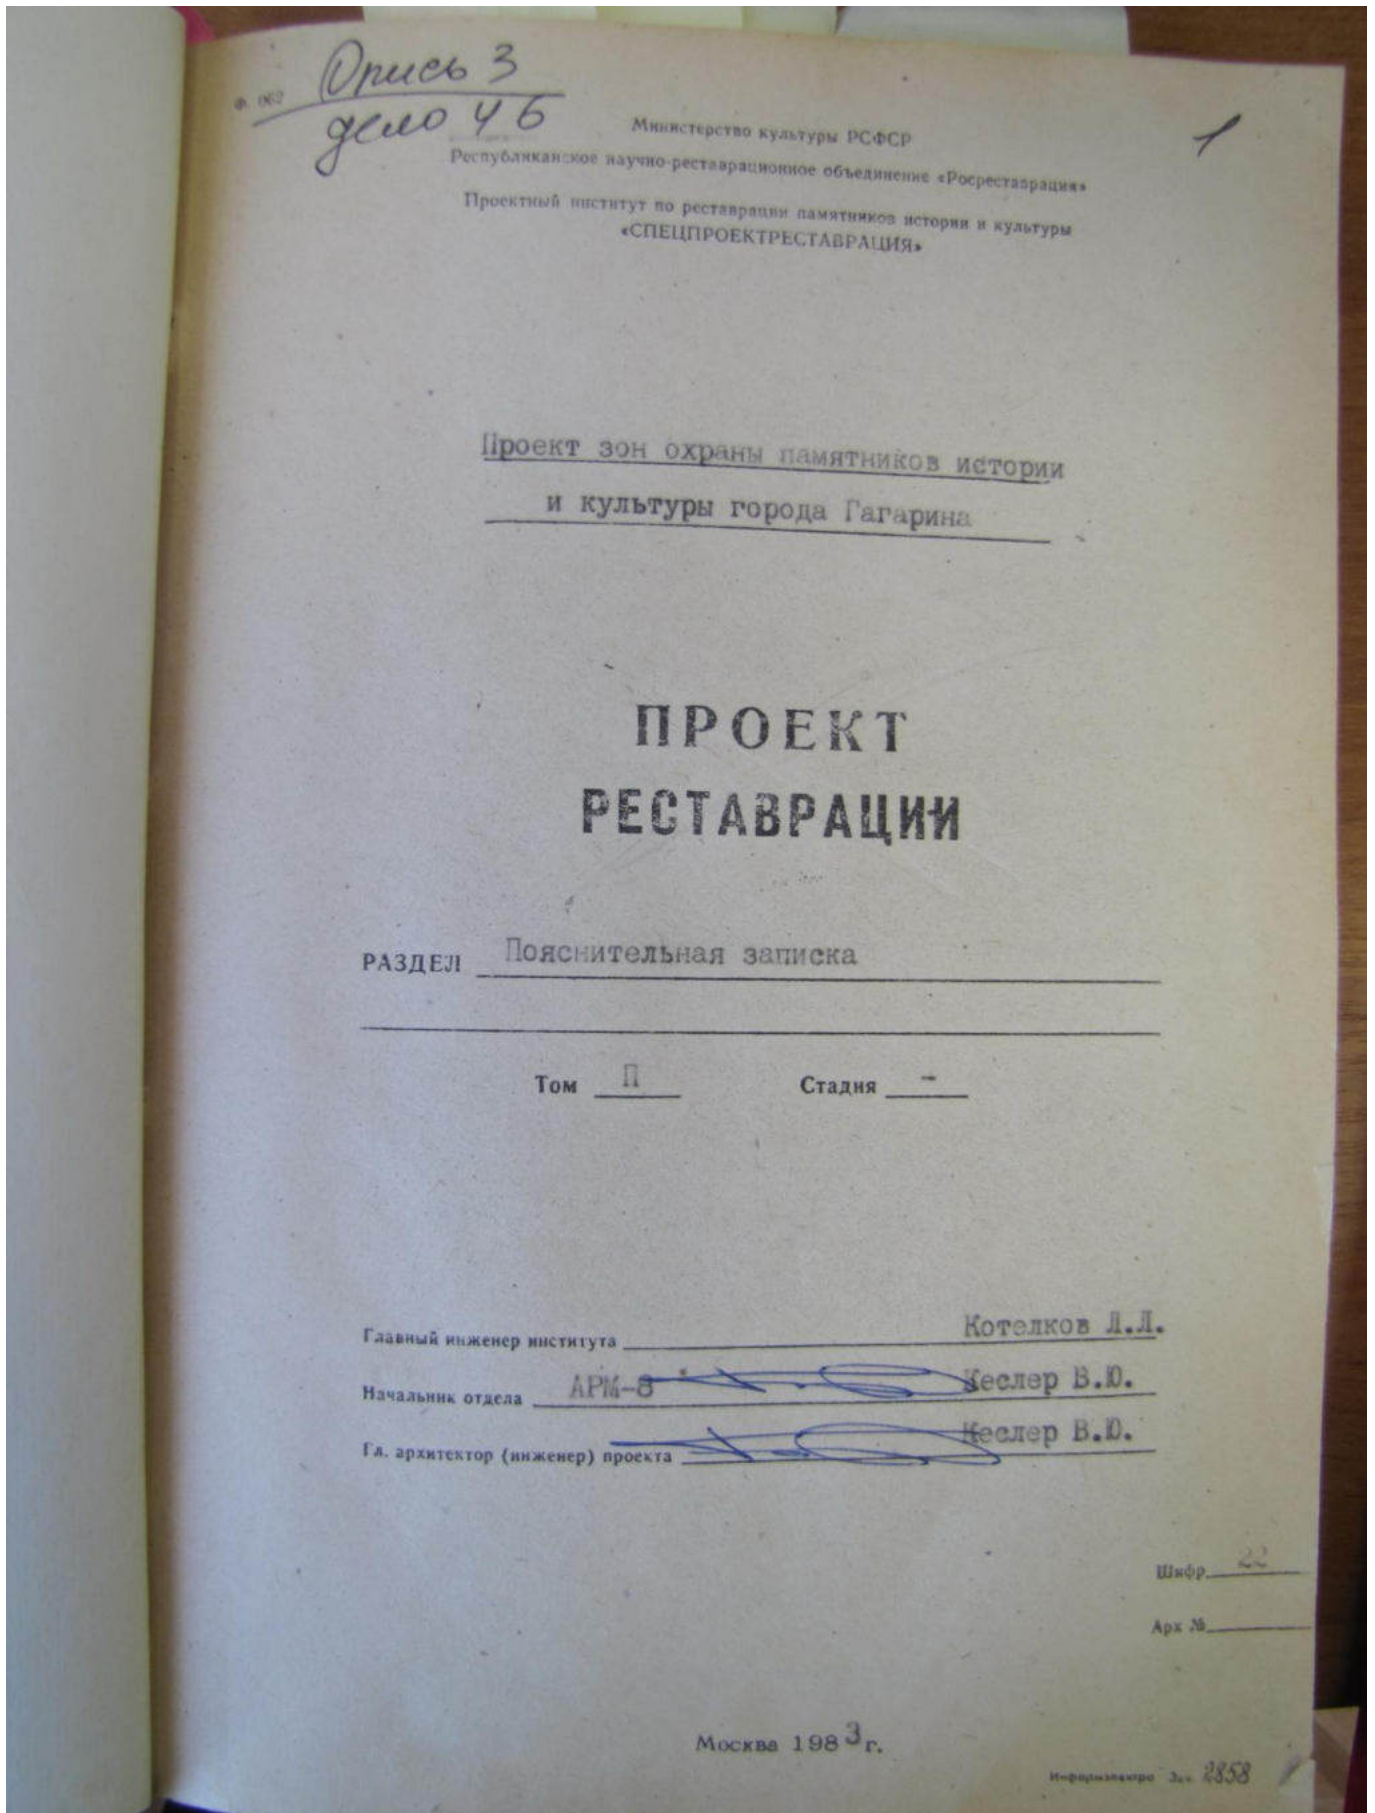 Опись 3
Ф. 062
дело 46
1
Министерство культуры РСФСР
Республиканское научно-реставрационное объединение «Росреставрация»
Проектный институт по реставрации памятников истории и культуры
«СПЕЦПРОЕКТРЕСТАВРАЦИЯ»
Проект зон охраны памятников истории
и культуры города Гагарина
ПРОЕКТ
РЕСТАВРАЦИИ
РАЗДЕЛ Пояснительная записка
Том П Стадия -
Главный инженер института Котелков Л.Л.
Начальник отдела АРМ-8 Кеслер В.Ю.
Гл. архитектор (инженер) проекта Кеслер В.Ю.
Шифр 22
Арх №
Москва 1983 г.
Информэлектро Зак. 2858